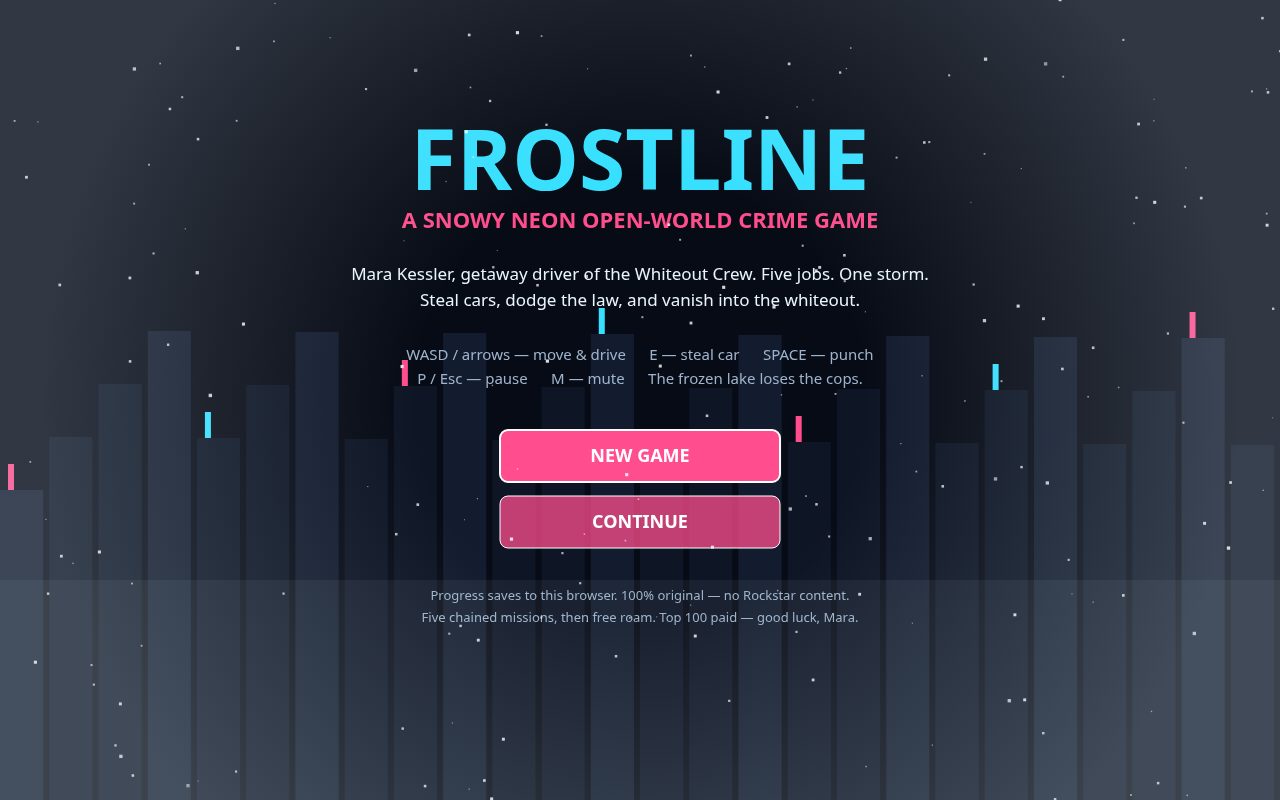 FROSTLINE
A SNOWY NEON OPEN-WORLD CRIME GAME
Mara Kessler, getaway driver of the Whiteout Crew. Five jobs. One storm.
Steal cars, dodge the law, and vanish into the whiteout.
WASD / arrows — move & drive E — steal car SPACE — punch
P / Esc — pause M — mute The frozen lake loses the cops.
NEW GAME
CONTINUE
Progress saves to this browser. 100% original — no Rockstar content.
Five chained missions, then free roam. Top 100 paid — good luck, Mara.